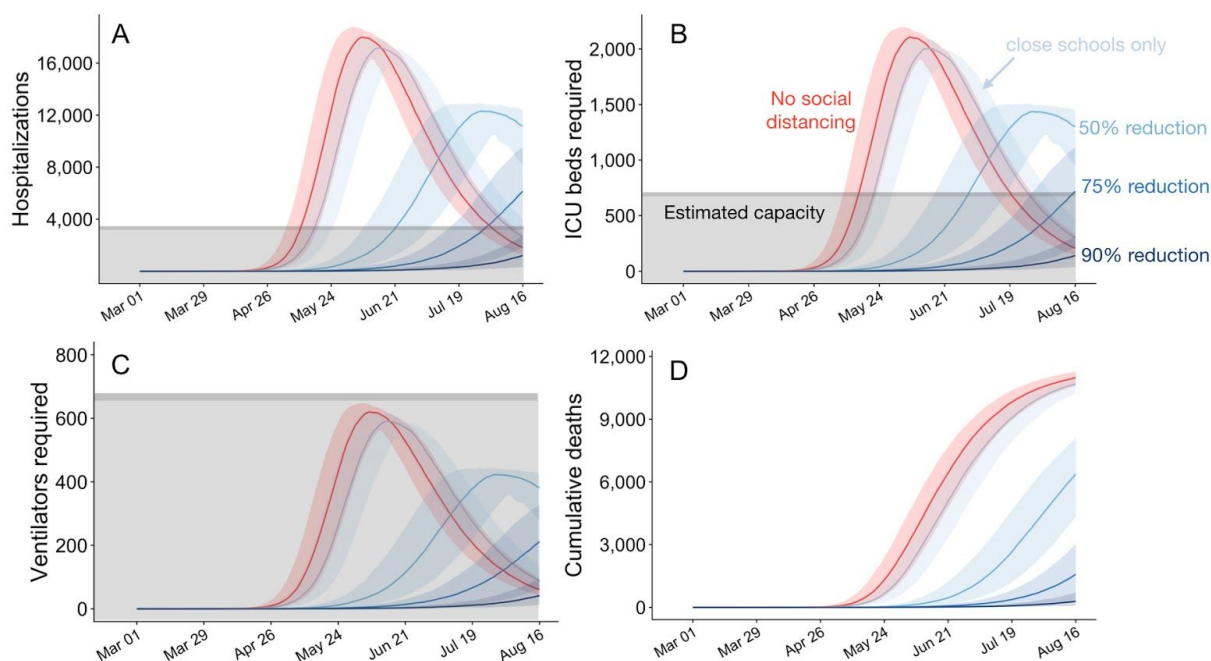 A
Hospitalizations
16,000
12,000
8,000
4,000
Mar 01
Mar 29
Apr 26
May 24
Jun 21
Jul 19
Aug 16
B
ICU beds required
2,000
1,500
1,000
500
0
close schools only
No social
distancing
50% reduction
75% reduction
90% reduction
Estimated capacity
Mar 01
Mar 29
Apr 26
May 24
Jun 21
Jul 19
Aug 16
C
Ventilators required
800
600
400
200
0
Mar 01
Mar 29
Apr 26
May 24
Jun 21
Jul 19
Aug 16
D
Cumulative deaths
12,000
9,000
6,000
3,000
0
Mar 01
Mar 29
Apr 26
May 24
Jun 21
Jul 19
Aug 16